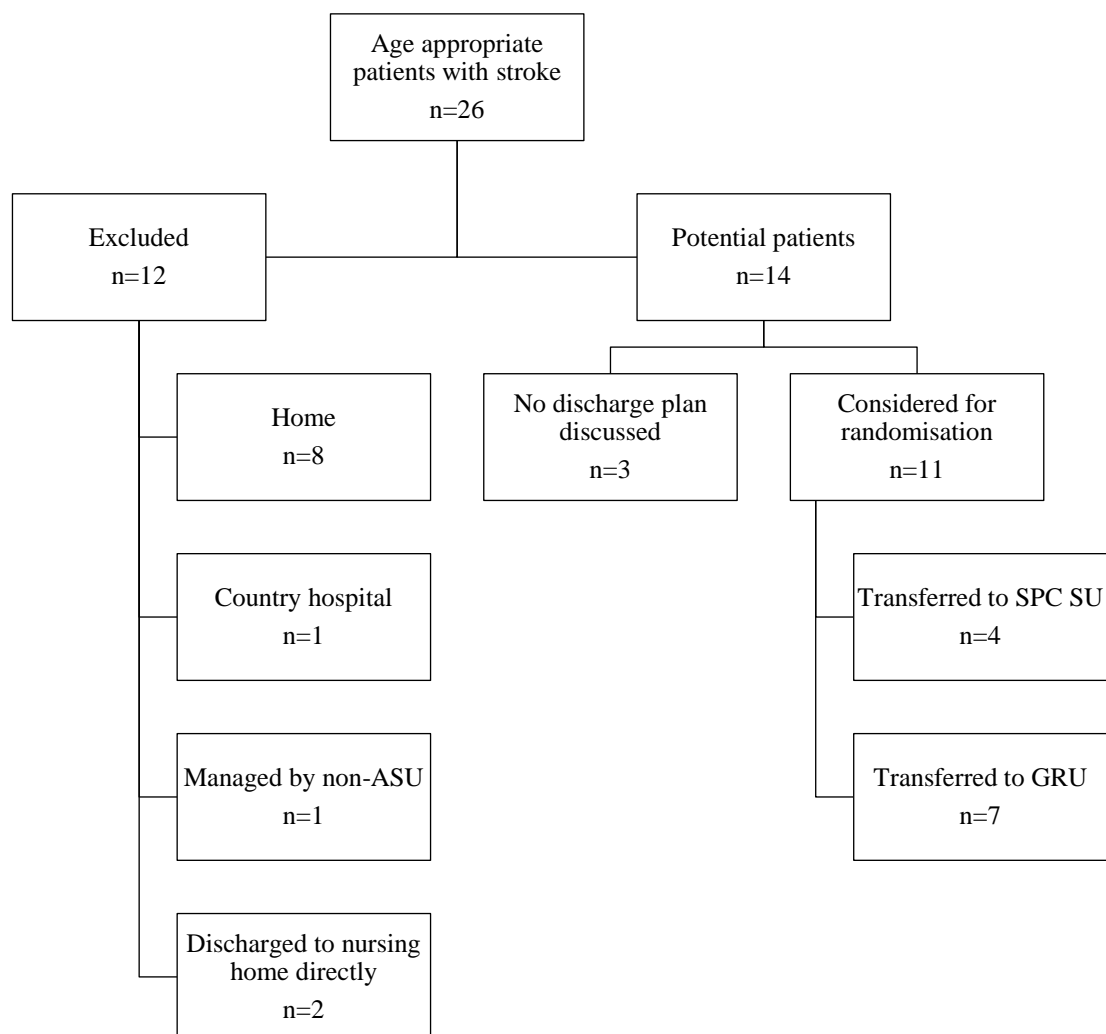 Age appropriate
patients with stroke
n=26
Excluded
n=12
Potential patients
n=14
Home
n=8
No discharge plan
discussed
n=3
Considered for
randomisation
n=11
Country hospital
n=1
Transferred to SPC SU
n=4
Managed by non-ASU
n=1
Transferred to GRU
n=7
Discharged to nursing
home directly
n=2